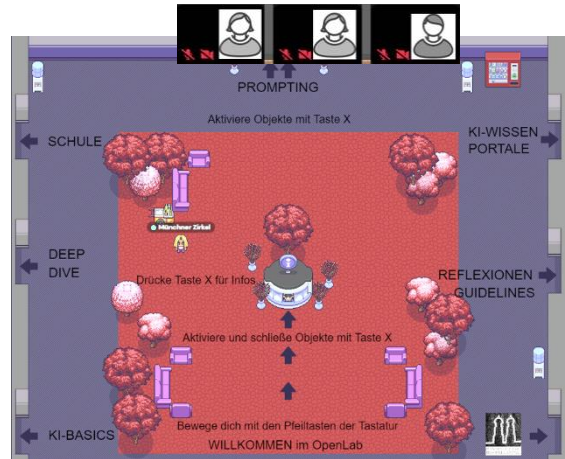 PROMPTING
Aktiviere Objekte mit Taste X
SCHULE
KI-WISSEN
PORTALE
Münchner Zirkel
DEEP
DIVE
Drücke Taste X für Infos
REFLEXIONEN
GUIDELINES
Aktiviere und schließe Objekte mit Taste X
Bewege dich mit den Pfeiltasten der Tastatur
KI-BASICS
WILLKOMMEN im OpenLab